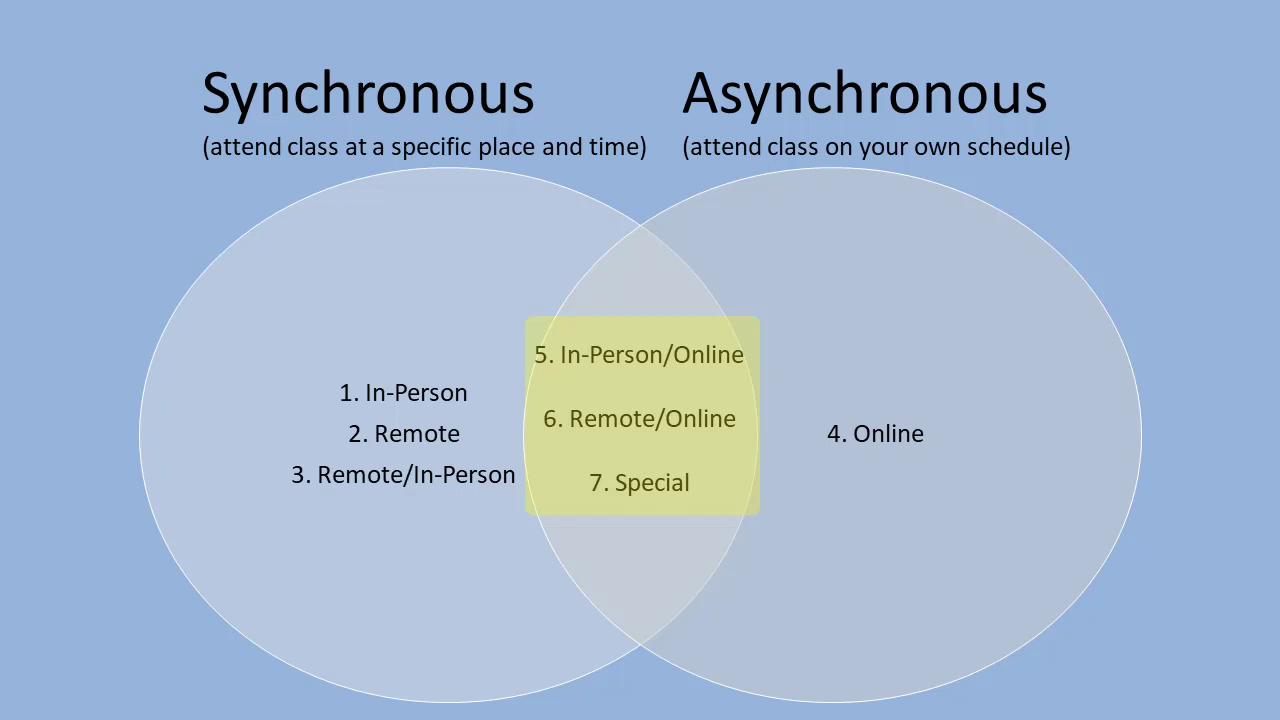 Synchronous
(attend class at a specific place and time)
Asynchronous
(attend class on your own schedule)
1. In-Person
2. Remote
3. Remote/In-Person
5. In-Person/Online
6. Remote/Online
7. Special
4. Online